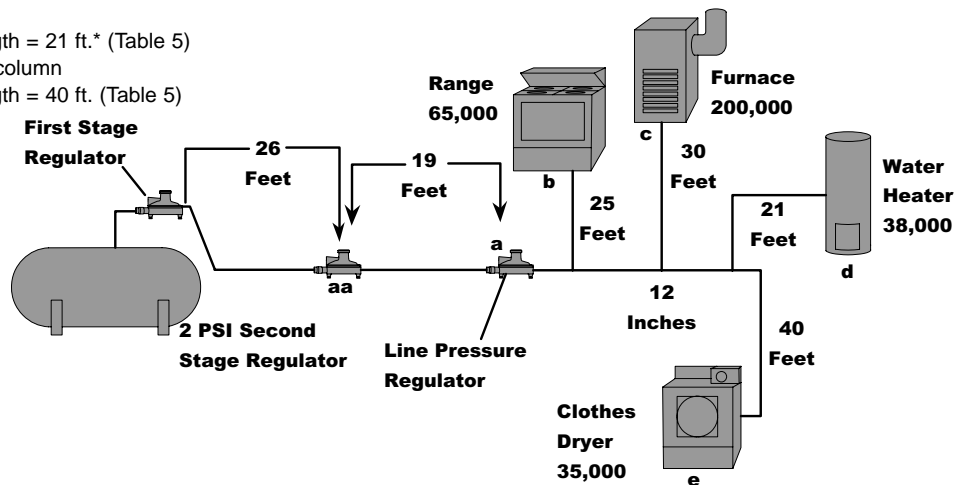 gth = 21 ft.* (Table 5)
column
gth = 40 ft. (Table 5)
First Stage
Regulator
26
Feet
19
Feet
Range
65,000
b
25
Feet
Furnace
200,000
c
30
Feet
Water
Heater
38,000
21
Feet
d
a
aa
2 PSI Second
Stage Regulator
Line Pressure
Regulator
12
Inches
40
Feet
Clothes
Dryer
35,000
e